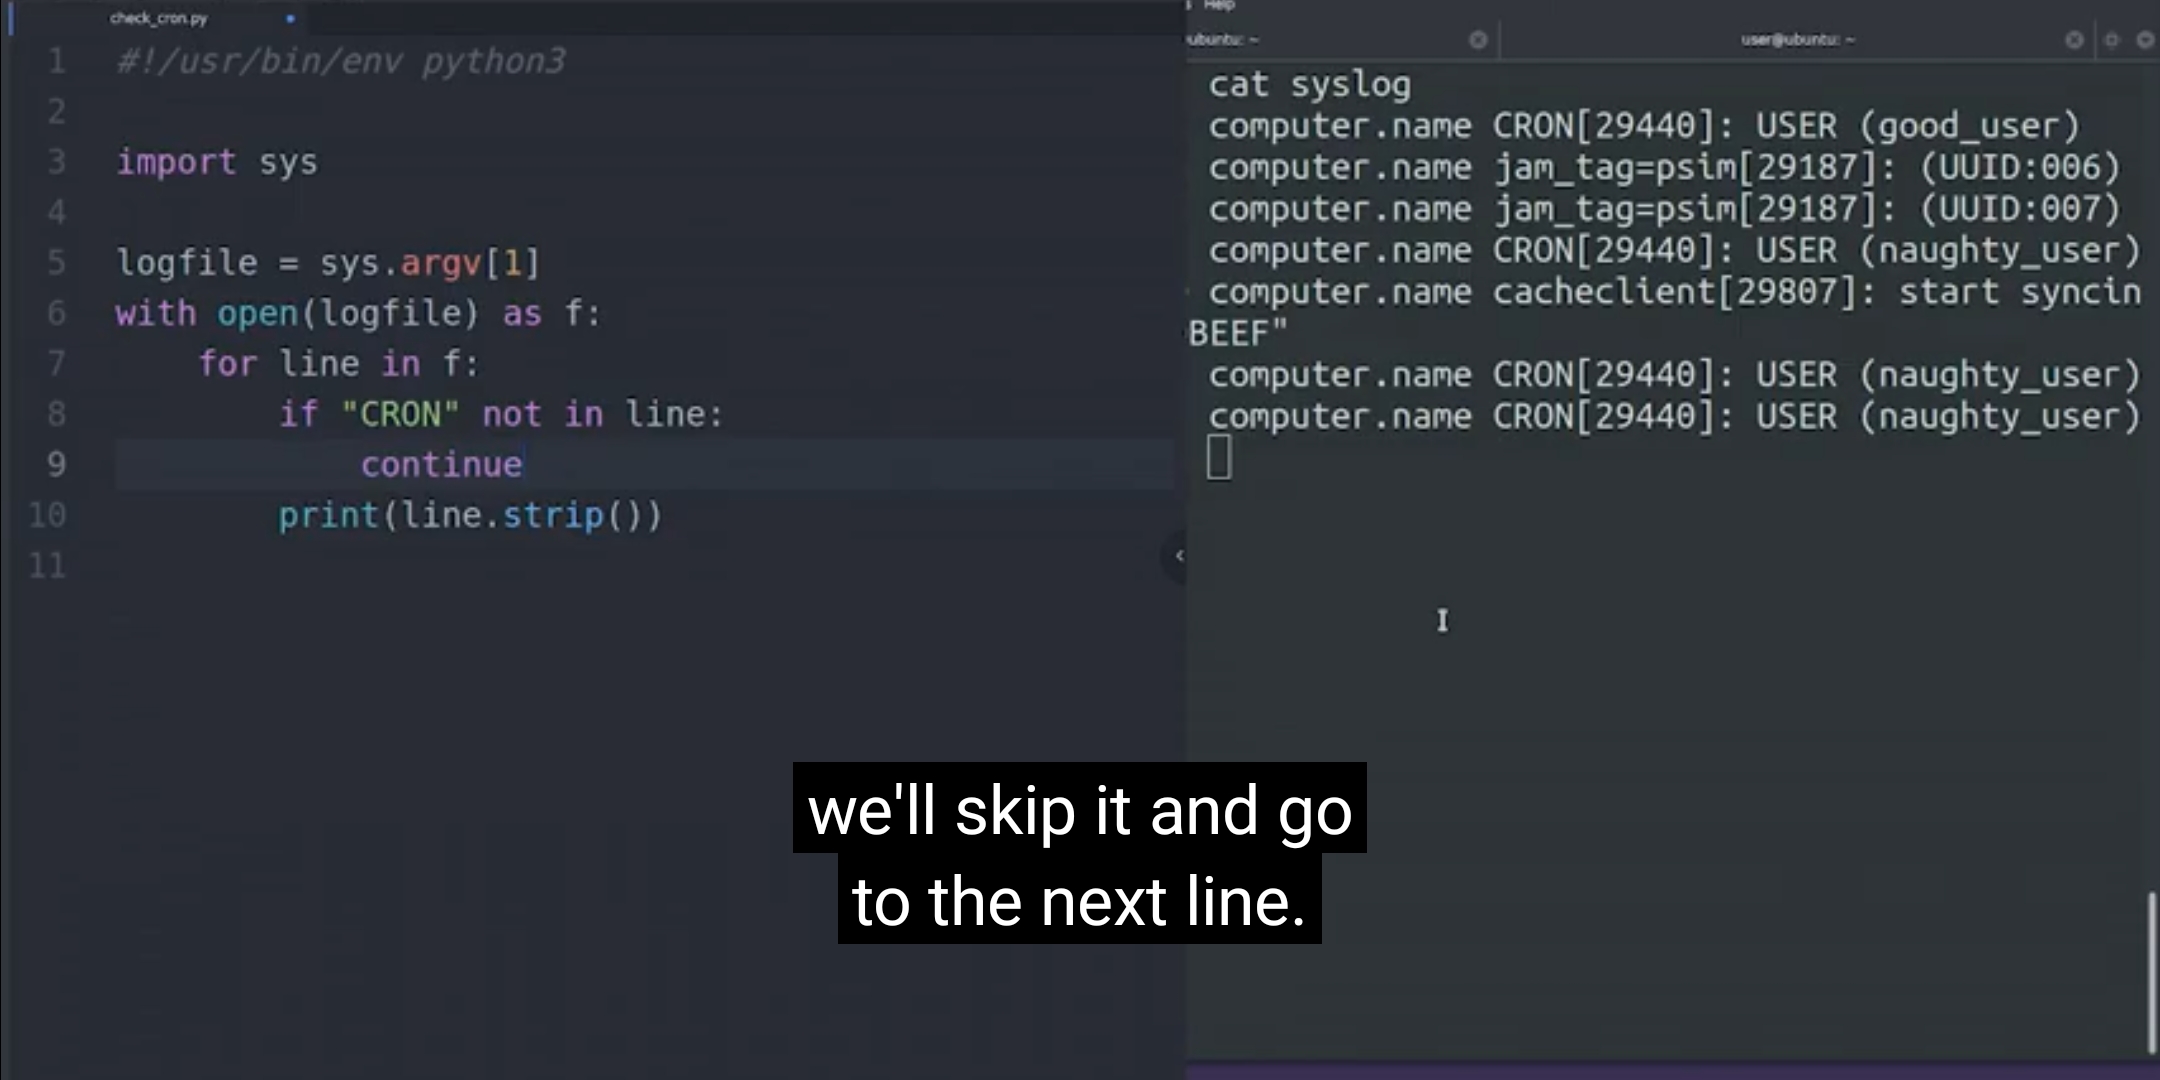 check_cron.py
1 #!/usr/bin/env python3
2
3 import sys
4
5 logfile = sys.argv[1]
6 with open(logfile) as f:
7     for line in f:
8         if "CRON" not in line:
9             continue
10         print(line.strip())
11
Help
ubuntu: ~
user@ubuntu: ~
cat syslog
computer.name CRON[29440]: USER (good_user)
computer.name jam_tag=psim[29187]: (UUID:006)
computer.name jam_tag=psim[29187]: (UUID:007)
computer.name CRON[29440]: USER (naughty_user)
computer.name cacheclient[29807]: start syncin
BEEF"
computer.name CRON[29440]: USER (naughty_user)
computer.name CRON[29440]: USER (naughty_user)
we'll skip it and go
to the next line.